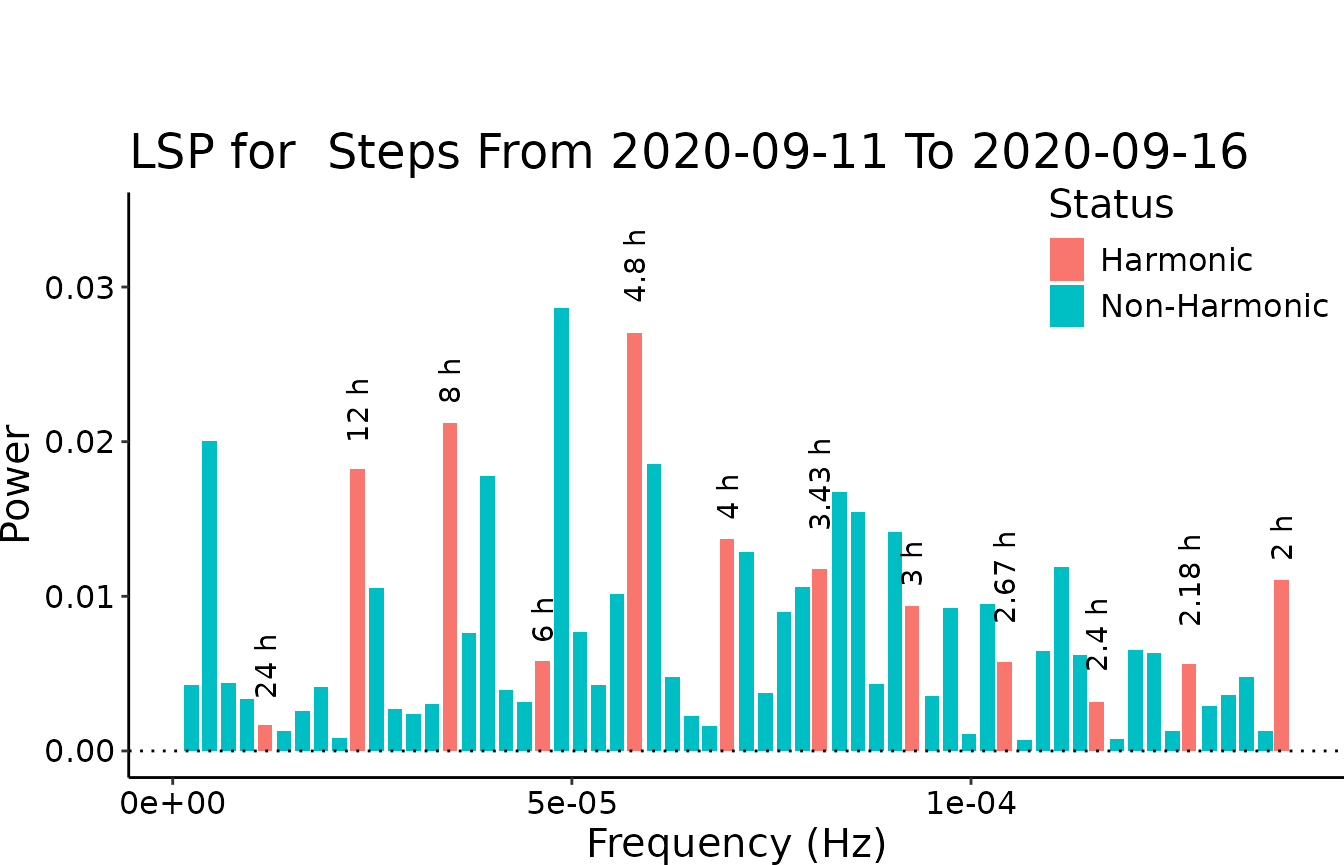 LSP for  Steps From 2020-09-11 To 2020-09-16
Status
Harmonic
Non-Harmonic
Power
0.03
0.02
0.01
0.00
24 h
12 h
8 h
6 h
4.8 h
4 h
3.43 h
3 h
2.67 h
2.4 h
2.18 h
2 h
0e+00
5e-05
1e-04
Frequency (Hz)